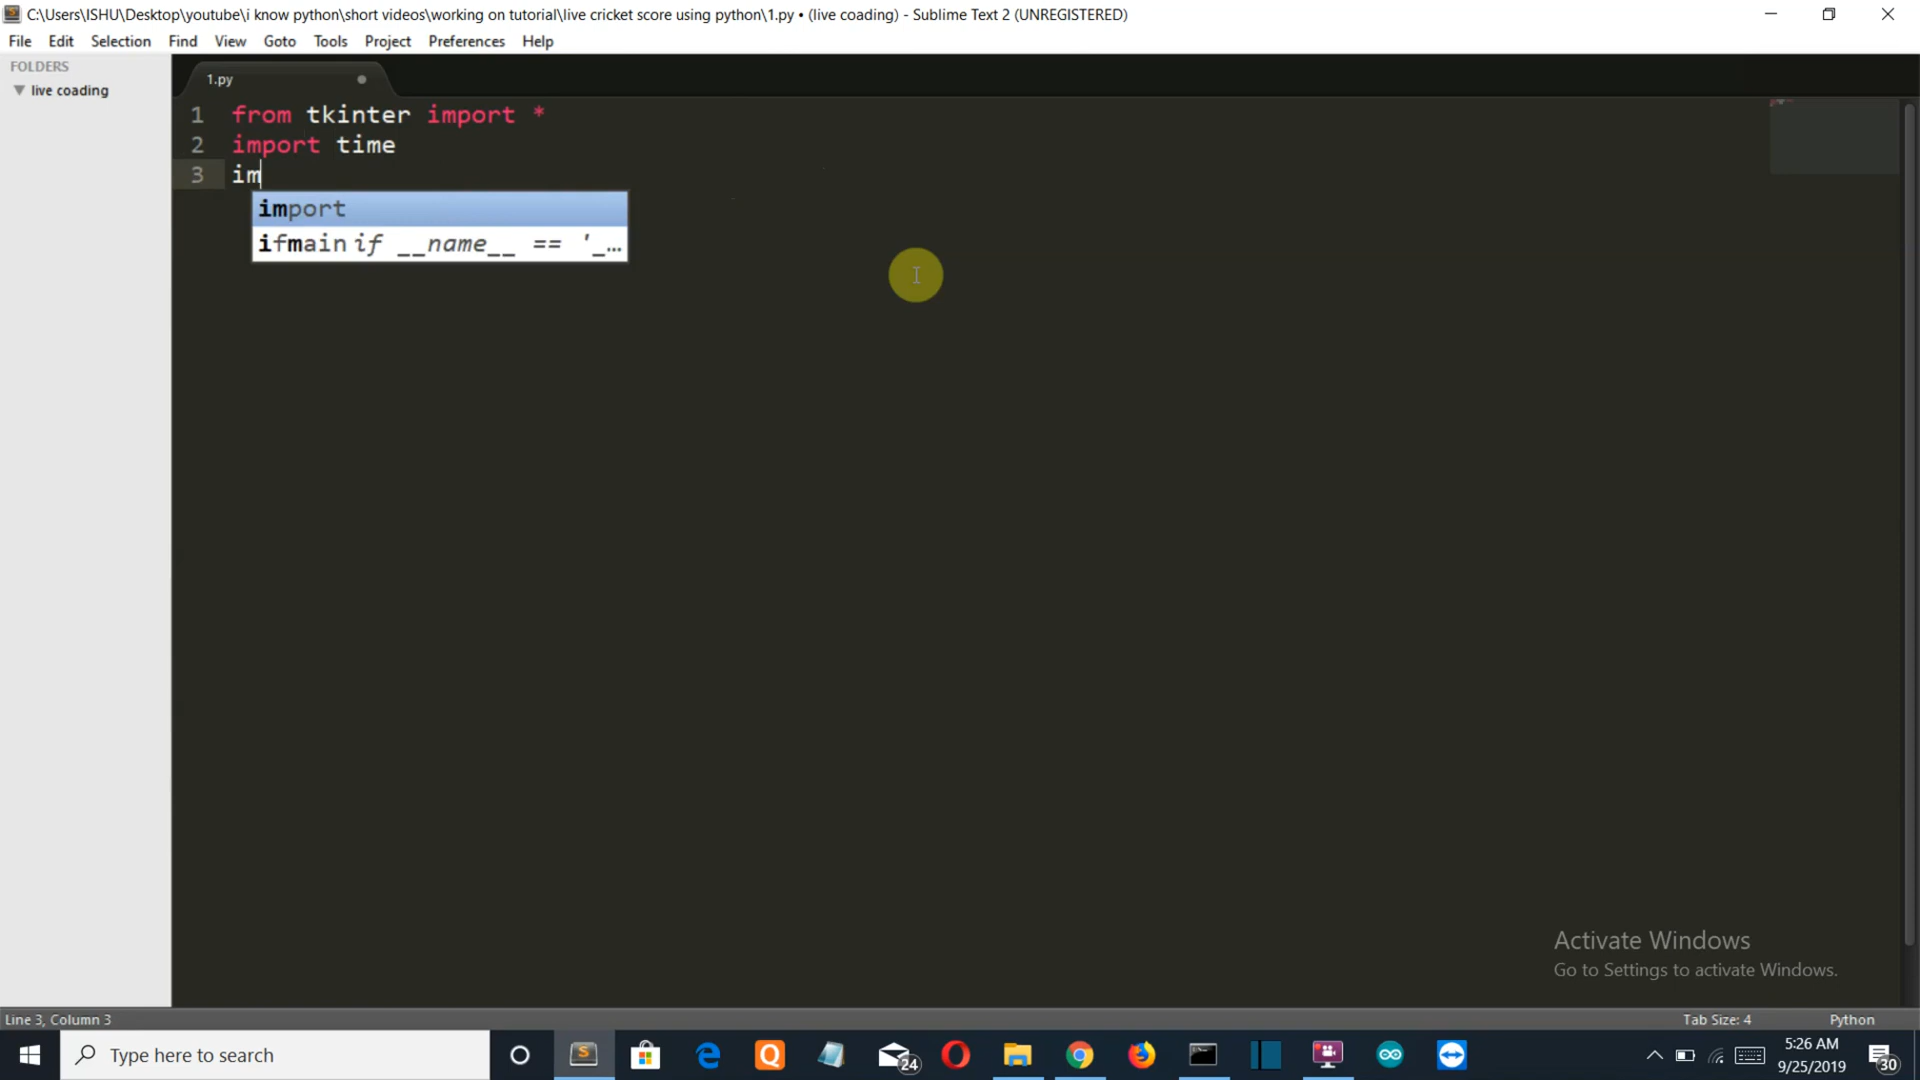 C:\Users\ISHU\Desktop\youtube\i know python\short videos\working on tutorial\live cricket score using python\1.py • (live coading) - Sublime Text 2 (UNREGISTERED)
File Edit Selection Find View Goto Tools Project Preferences Help
FOLDERS
live coading
1.py
1 from tkinter import *
2 import time
3 im
import
ifmain if __name__ == '_…
Activate Windows
Go to Settings to activate Windows.
Line 3, Column 3
Tab Size: 4
Python
Type here to search
24
5:26 AM
9/25/2019
30